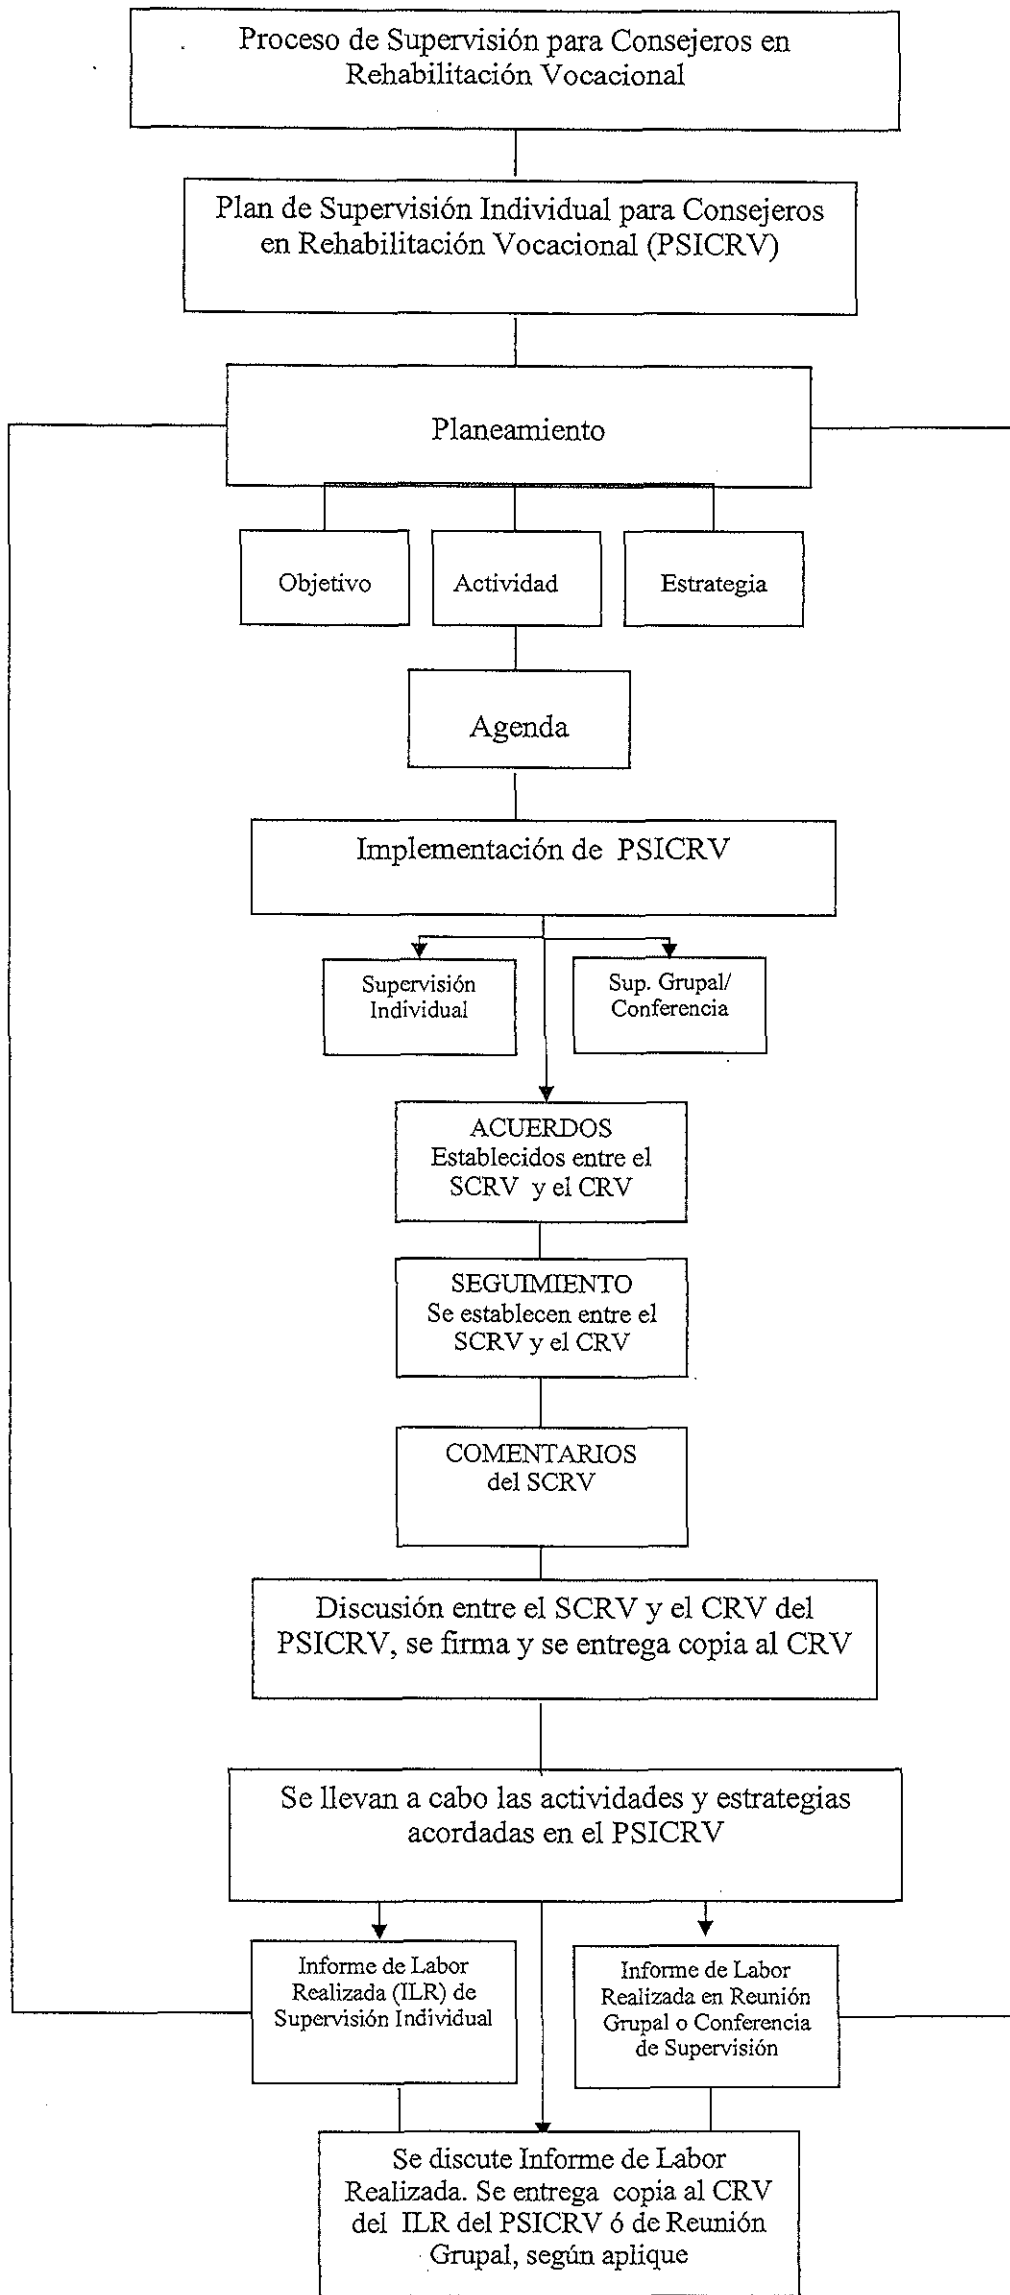 Proceso de Supervisión para Consejeros en
Rehabilitación Vocacional
Plan de Supervisión Individual para Consejeros
en Rehabilitación Vocacional (PSICRV)
Planeamiento
Objetivo
Actividad
Estrategia
Agenda
Implementación de PSICRV
Supervisión
Individual
Sup. Grupal/
Conferencia
ACUERDOS
Establecidos entre el
SCRV y el CRV
SEGUIMIENTO
Se establecen entre el
SCRV y el CRV
COMENTARIOS
del SCRV
Discusión entre el SCRV y el CRV del
PSICRV, se firma y se entrega copia al CRV
Se llevan a cabo las actividades y estrategias
acordadas en el PSICRV
Informe de Labor
Realizada (ILR) de
Supervisión Individual
Informe de Labor
Realizada en Reunión
Grupal o Conferencia
de Supervisión
Se discute Informe de Labor
Realizada. Se entrega copia al CRV
del ILR del PSICRV ó de Reunión
Grupal, según aplique